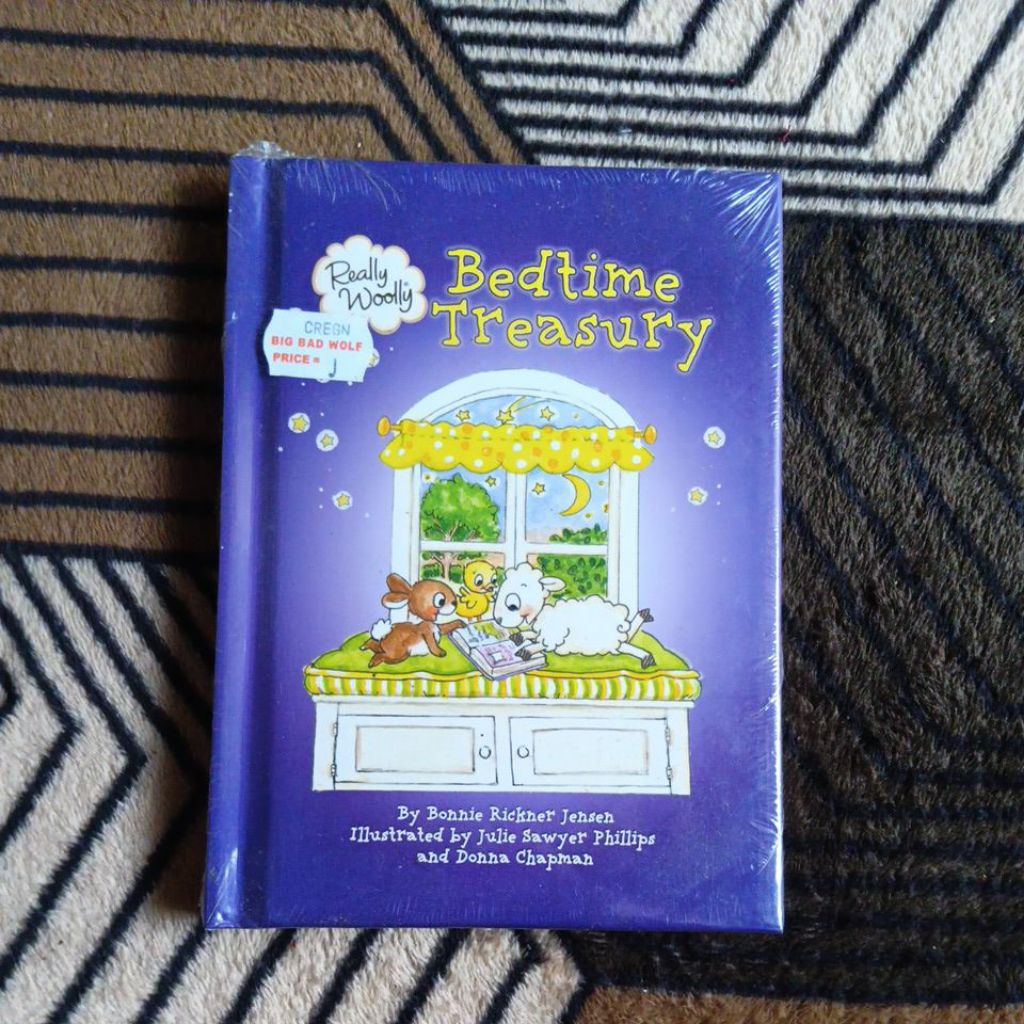 Really
Woolly®
Bedtime
Treasury
CREGN
BIG BAD WOLF
PRICE = J
By Bonnie Rickner Jensen
Illustrated by Julie Sawyer Phillips
and Donna Chapman